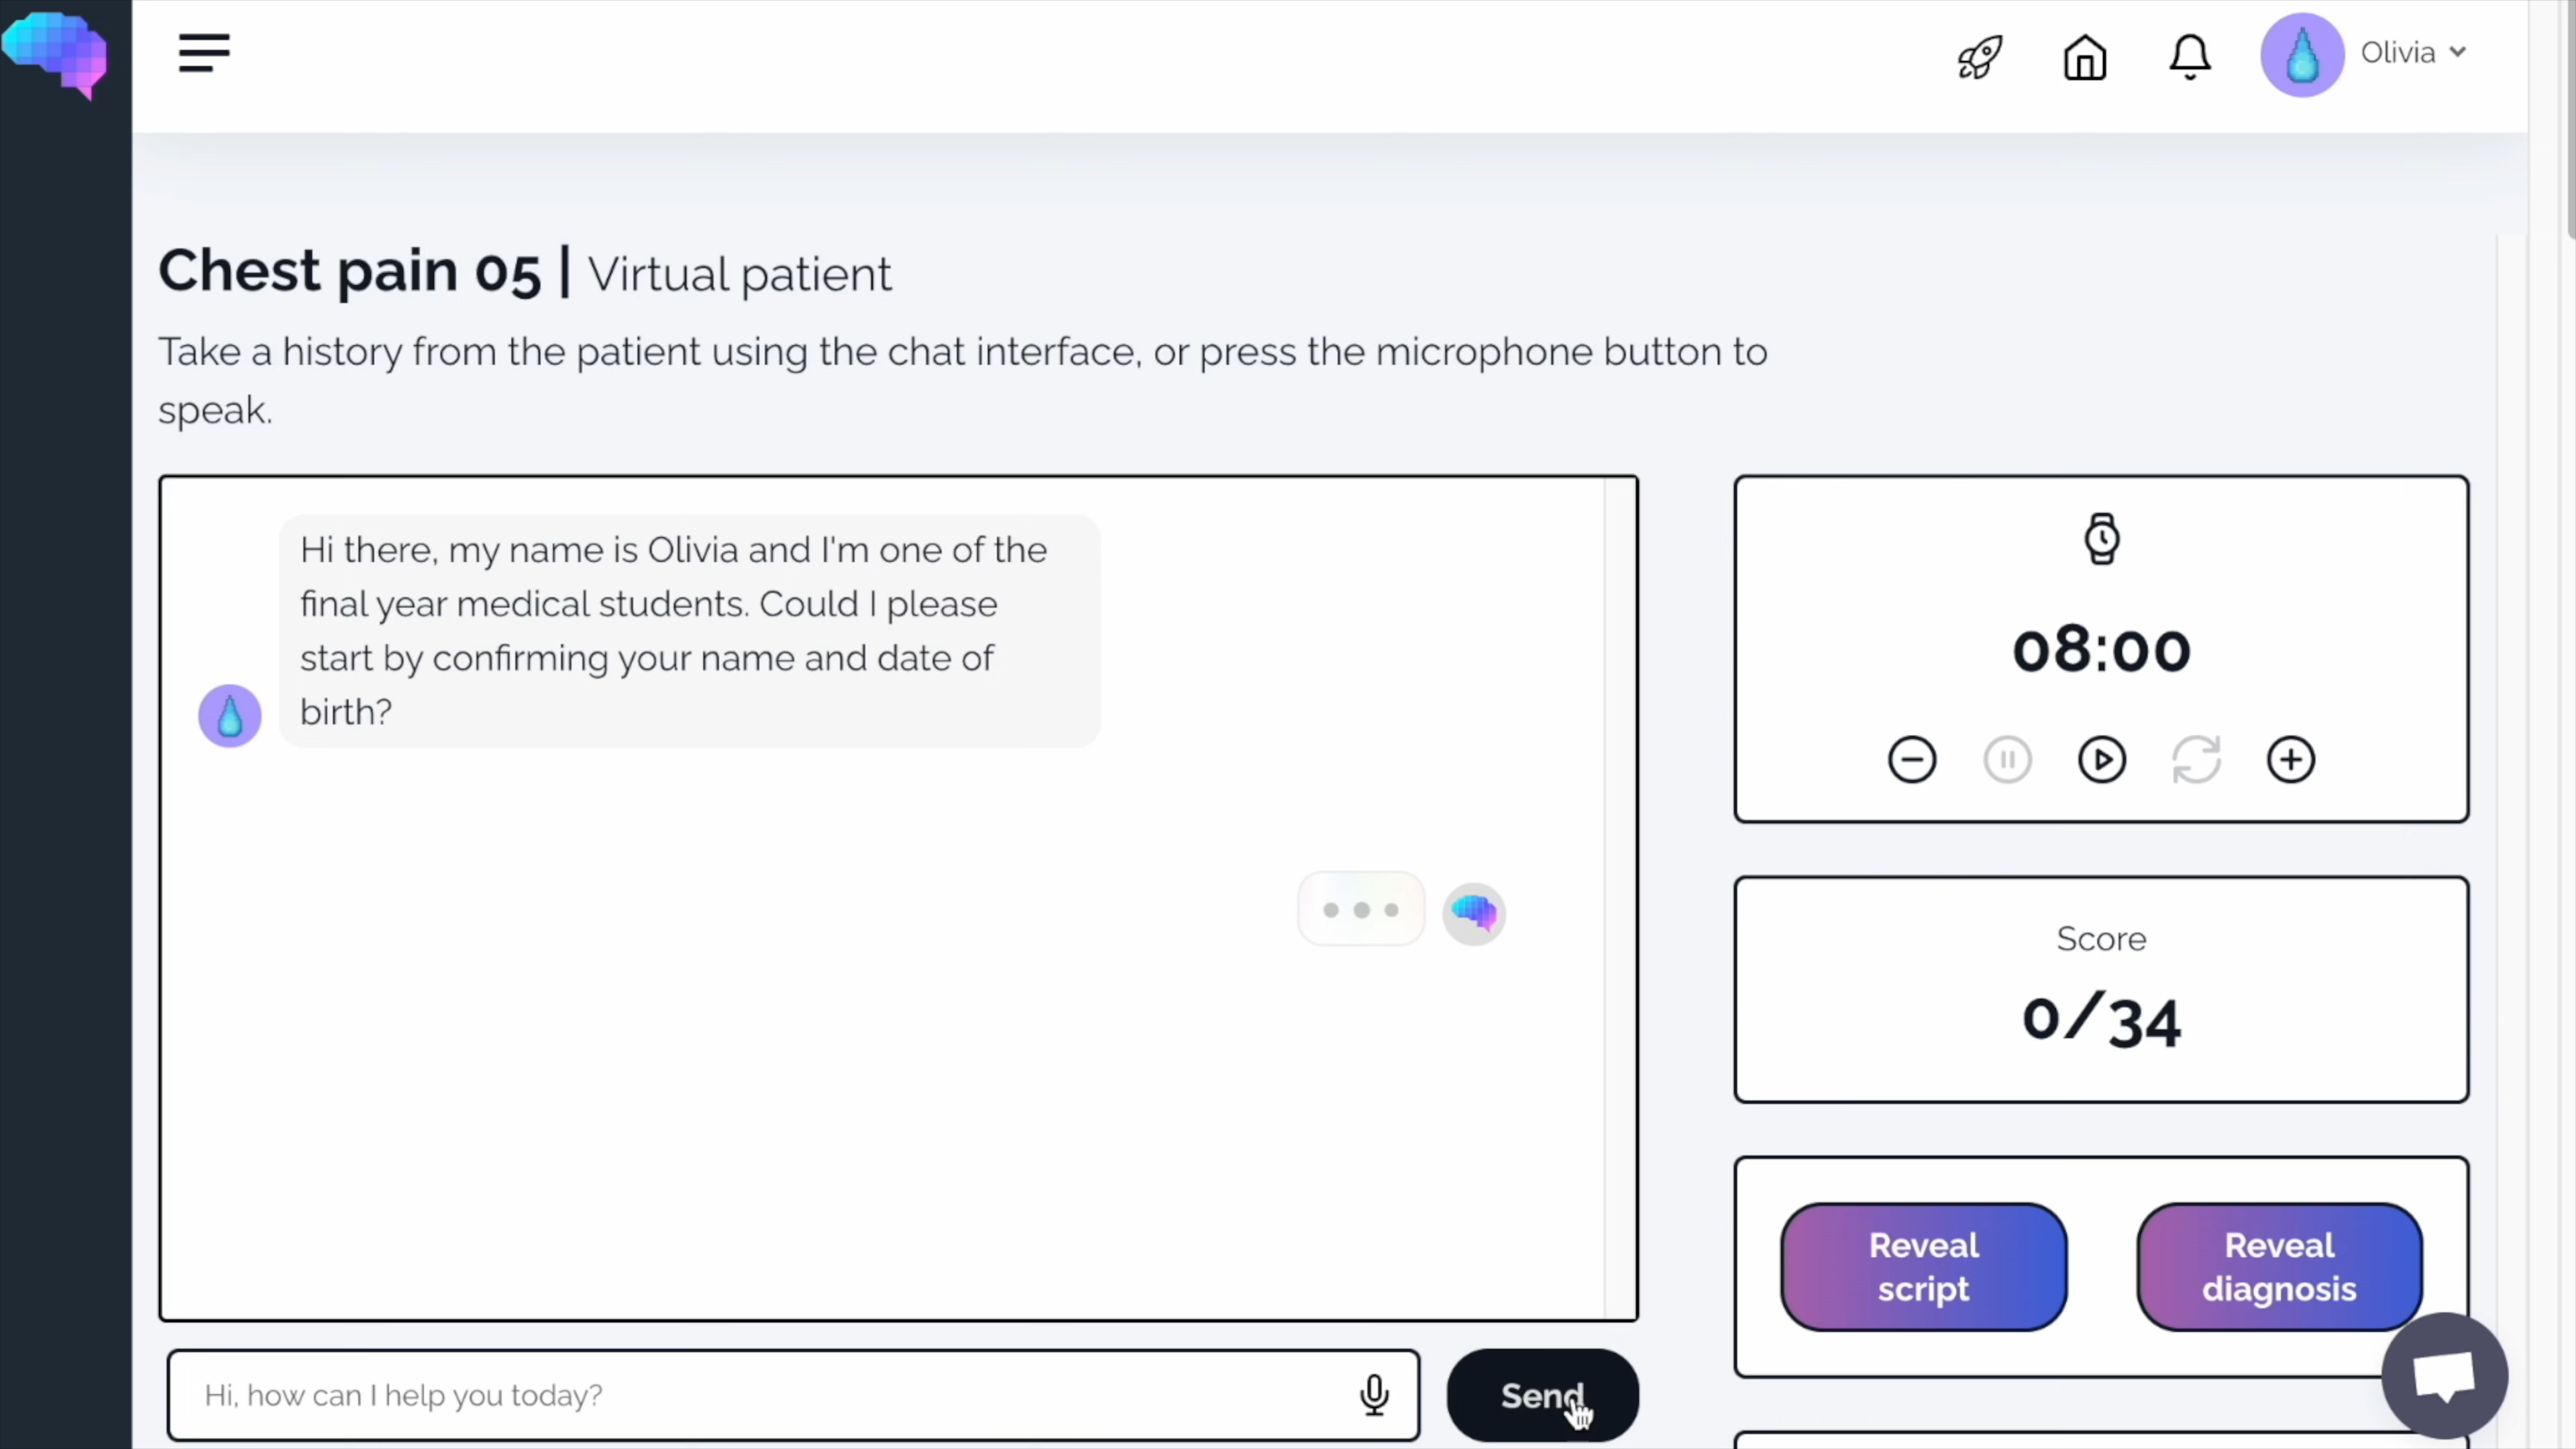 Olivia
Chest pain 05 | Virtual patient
Take a history from the patient using the chat interface, or press the microphone button to
speak.
Hi there, my name is Olivia and I'm one of the
final year medical students. Could I please
start by confirming your name and date of
birth?
08:00
Score
0/34
Reveal
script
Reveal
diagnosis
Hi, how can I help you today?
Send